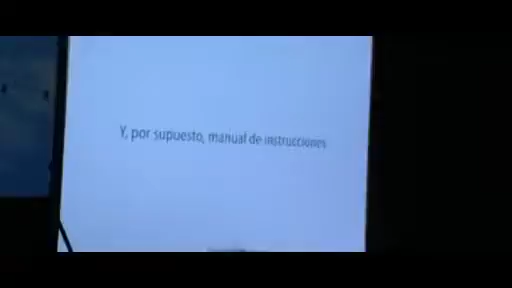 Y, por supuesto, manual de instrucciones